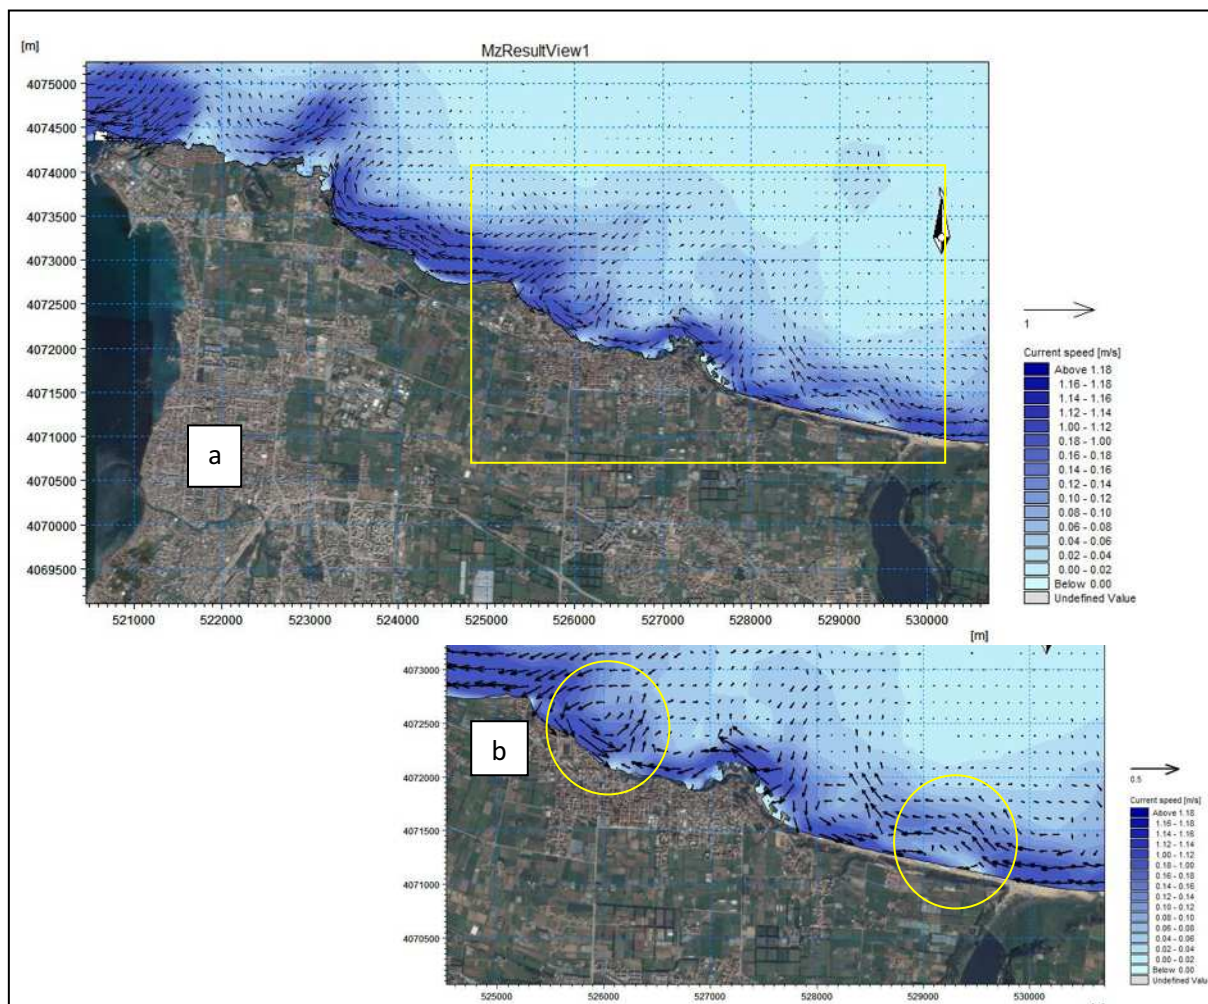 [m]
MzResultView1
4075000
4074500
4074000
4073500
4073000
4072500
4072000
4071500
4071000
4070500
4070000
4069500
a
1
Current speed [m/s]
Above 1.18
1.16 - 1.18
1.14 - 1.16
1.12 - 1.14
1.00 - 1.12
0.18 - 1.00
0.16 - 0.18
0.14 - 0.16
0.12 - 0.14
0.10 - 0.12
0.08 - 0.10
0.06 - 0.08
0.04 - 0.06
0.02 - 0.04
0.00 - 0.02
Below 0.00
Undefined Value
521000 522000 523000 524000 525000 526000 527000 528000 529000 530000
[m]
4073000
4072500
4072000
4071500
4071000
4070500
b
0.5
Current speed [m/s]
Above 1.18
1.16 - 1.18
1.14 - 1.16
1.12 - 1.14
1.00 - 1.12
0.18 - 1.00
0.16 - 0.18
0.14 - 0.16
0.12 - 0.14
0.10 - 0.12
0.08 - 0.10
0.06 - 0.08
0.04 - 0.06
0.02 - 0.04
0.00 - 0.02
Below 0.00
Undefined Value
525000 526000 527000 528000 529000 530000